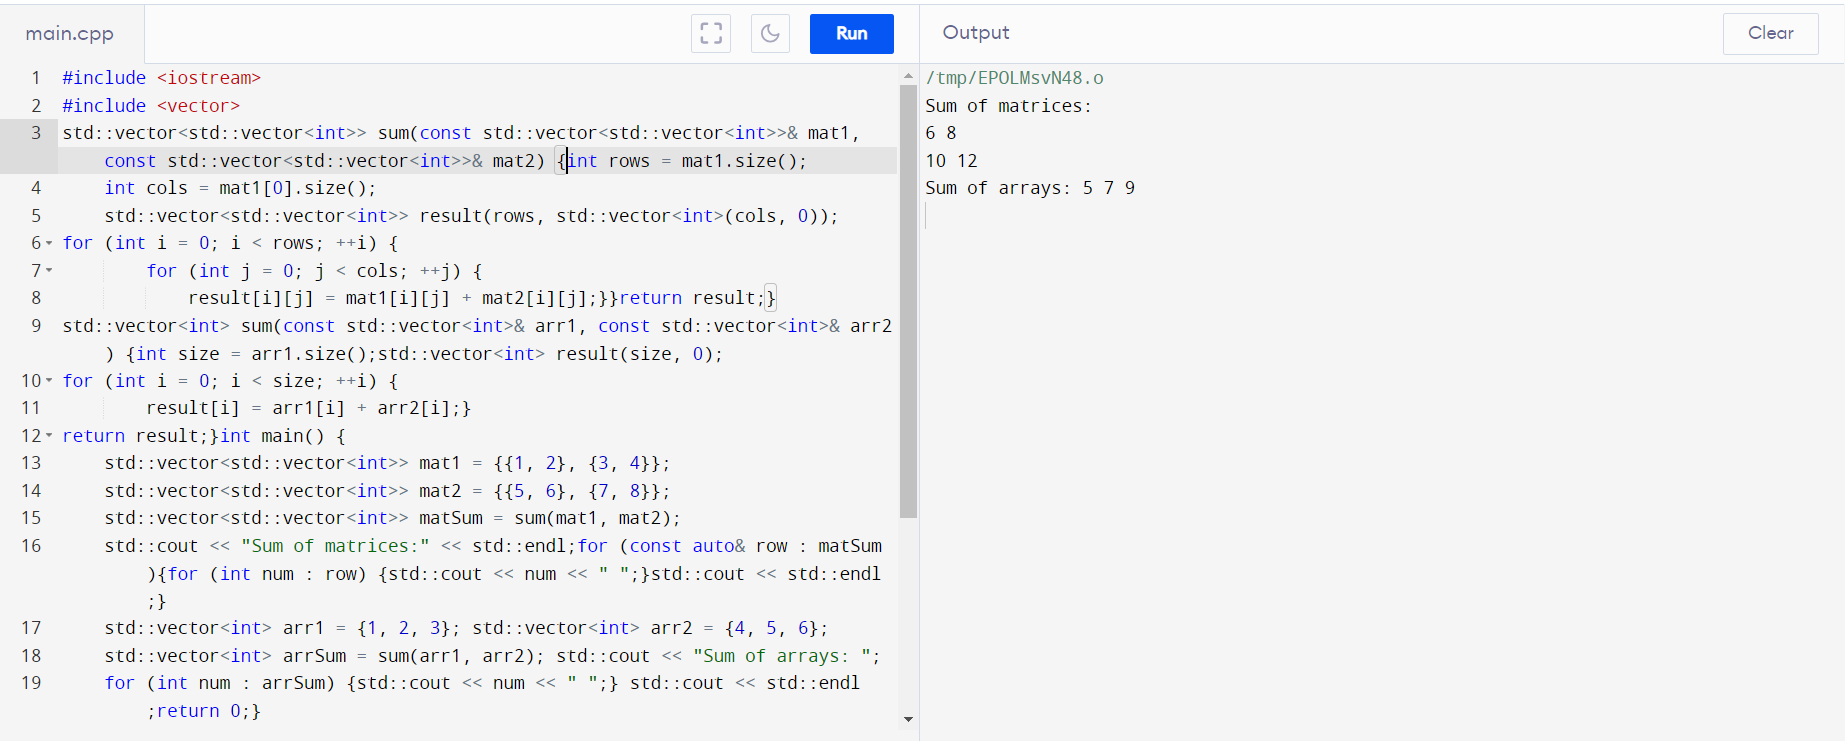 main.cpp
Run
Output
Clear
1 #include <iostream>
2 #include <vector>
3 std::vector<std::vector<int>> sum(const std::vector<std::vector<int>>& mat1,
const std::vector<std::vector<int>>& mat2) {int rows = mat1.size();
4 int cols = mat1[0].size();
5 std::vector<std::vector<int>> result(rows, std::vector<int>(cols, 0));
6 for (int i = 0; i < rows; ++i) {
7 for (int j = 0; j < cols; ++j) {
8 result[i][j] = mat1[i][j] + mat2[i][j];}}return result;}
9 std::vector<int> sum(const std::vector<int>& arr1, const std::vector<int>& arr2
) {int size = arr1.size();std::vector<int> result(size, 0);
10 for (int i = 0; i < size; ++i) {
11 result[i] = arr1[i] + arr2[i];}
12 return result;}int main() {
13 std::vector<std::vector<int>> mat1 = {{1, 2}, {3, 4}};
14 std::vector<std::vector<int>> mat2 = {{5, 6}, {7, 8}};
15 std::vector<std::vector<int>> matSum = sum(mat1, mat2);
16 std::cout << "Sum of matrices:" << std::endl;for (const auto& row : matSum
){for (int num : row) {std::cout << num << " ";}std::cout << std::endl
;}
17 std::vector<int> arr1 = {1, 2, 3}; std::vector<int> arr2 = {4, 5, 6};
18 std::vector<int> arrSum = sum(arr1, arr2); std::cout << "Sum of arrays: ";
19 for (int num : arrSum) {std::cout << num << " ";} std::cout << std::endl
;return 0;}
/tmp/EPOLMsvN48.o
Sum of matrices:
6 8
10 12
Sum of arrays: 5 7 9